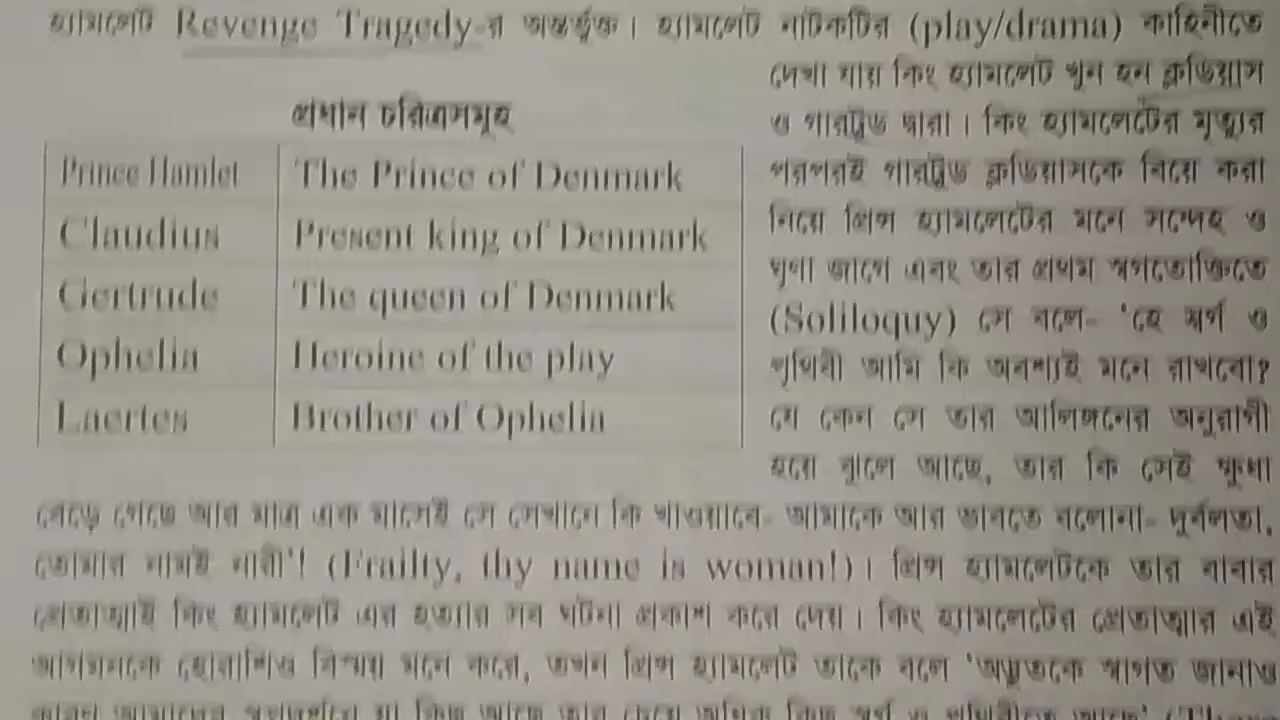 হ্যামলেট Revenge Tragedy-র অন্তর্ভুক্ত। হ্যামলেট নাটকটির (play/drama) কাহিনীতে
দেখা যায় কিং হ্যামলেট খুন হন ক্লডিয়াস
ও গারট্রুড দ্বারা। কিং হ্যামলেটের মৃত্যুর
পরপরই গারট্রুড ক্লডিয়াসকে বিয়ে করা
নিয়ে প্রিন্স হ্যামলেটের মনে সন্দেহ ও
ঘৃণা জাগে এবং তার প্রথম স্বগতোক্তিতে
(Soliloquy) সে বলে- 'হে স্বর্গ ও
পৃথিবী আমি কি অবশ্যই মনে রাখবো?
যে কেন সে তার আলিঙ্গনের অনুরাগী
হয়ে ঝুলে আছে, তার কি সেই ক্ষুধা
প্রধান চরিত্রসমূহ
Prince Hamlet The Prince of Denmark
Claudius Present king of Denmark
Gertrude The queen of Denmark
Ophelia Heroine of the play
Laertes Brother of Ophelia
বেড়ে গেছে আর মাত্র এক মাসেই সে সেখানে কি খাওয়াবে- আমাকে আর ভাবতে বলোনা- দুর্বলতা,
তোমার নামই নারী'! (Frailty, thy name is woman!)। প্রিন্স হ্যামলেটকে তার বাবার
প্রেতাত্মাই কিং হ্যামলেট এর হত্যার সব ঘটনা প্রকাশ করে দেয়। কিং হ্যামলেটের প্রেতাত্মার এই
আগমনকে হোরাশিও বিস্ময় মনে করে, তখন প্রিন্স হ্যামলেট তাকে বলে, 'অদ্ভুতকে স্বাগত জানাও